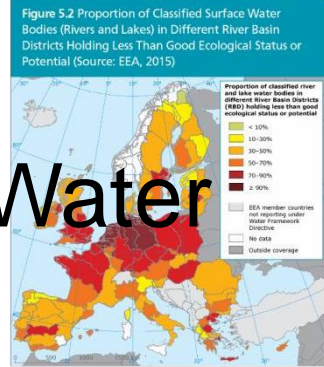 Figure 5.2 Proportion of Classified Surface Water
Bodies (Rivers and Lakes) in Different River Basin
Districts Holding Less Than Good Ecological Status or
Potential (Source: EEA, 2015)
Proportion of classified river
and lake water bodies in
different River Basin Districts
(RBD) holding less than good
ecological status or potential
< 10%
10–30%
30–50%
50–70%
70–90%
≥ 90%
EEA member countries
not reporting under
Water Framework
Directive
No data
Outside coverage
Water
0 500 1000